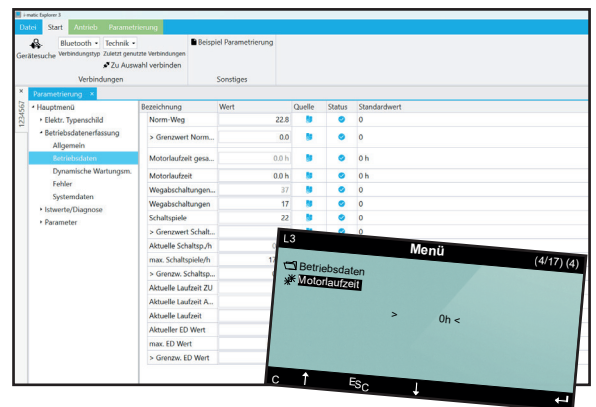 i-matic Explorer 3
Datei Start Antrieb Parametrierung
Bluetooth Technik
Gerätesuche Verbindungstyp Zuletzt genutzte Verbindungen
Zu Auswahl verbinden
Verbindungen
Beispiel Parametrierung
Sonstiges
× Parametrierung ×
1234567
Hauptmenü
Elektr. Typenschild
Betriebsdatenerfassung
Allgemein
Betriebsdaten
Dynamische Wartungsm.
Fehler
Systemdaten
Istwerte/Diagnose
Parameter
Bezeichnung Wert Quelle Status Standardwert
Norm-Weg 22.8 0
> Grenzwert Norm... 0.0 0
Motorlaufzeit gesa... 0.0 h 0 h
Motorlaufzeit 0.0 h 0 h
Wegabschaltungen... 37 0
Wegabschaltungen 17 0
Schaltspiele 22 0
> Grenzwert Schalt... 0
Aktuelle Schaltsp./h
max. Schaltspiele/h
> Grenzw. Schaltsp...
Aktuelle Laufzeit ZU
Aktuelle Laufzeit A...
Aktuelle Laufzeit
Aktueller ED Wert
max. ED Wert
> Grenzw. ED Wert
L3 Menü (4/17) (4)
Betriebsdaten
Motorlaufzeit
> 0h <
C ↑ ESC ↓ ↵